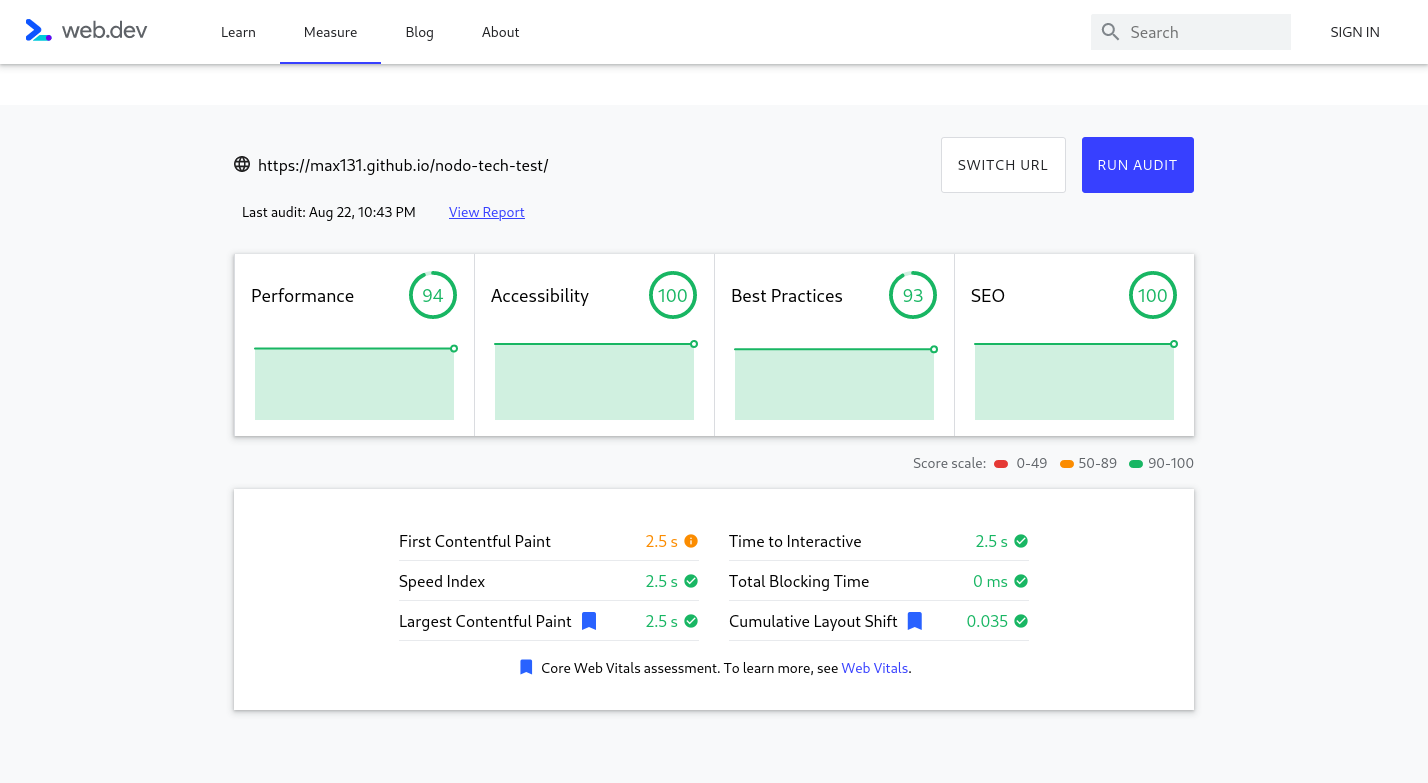 web.dev Learn Measure Blog About Search SIGN IN
https://max131.github.io/nodo-tech-test/ SWITCH URL RUN AUDIT
Last audit: Aug 22, 10:43 PM View Report
Performance 94 Accessibility 100 Best Practices 93 SEO 100
Score scale: 0-49 50-89 90-100
First Contentful Paint 2.5 s Time to Interactive 2.5 s
Speed Index 2.5 s Total Blocking Time 0 ms
Largest Contentful Paint 2.5 s Cumulative Layout Shift 0.035
Core Web Vitals assessment. To learn more, see Web Vitals.